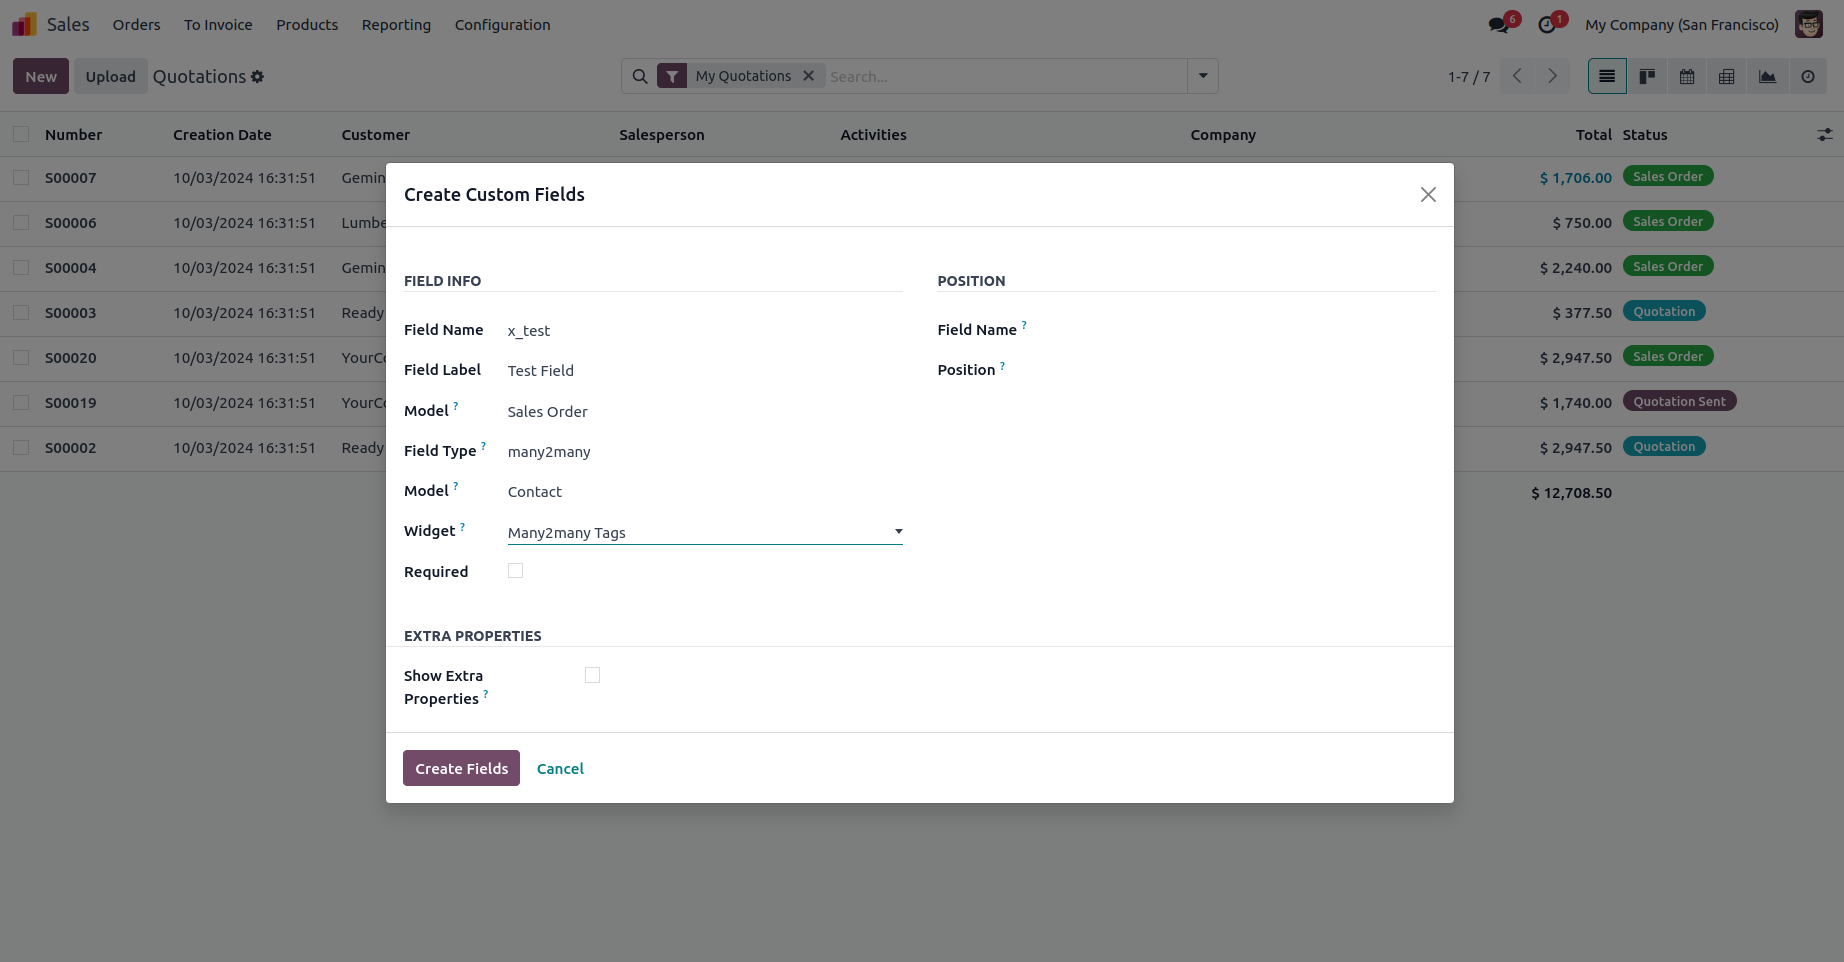 Sales Orders To Invoice Products Reporting Configuration 6 1 My Company (San Francisco)
New Upload Quotations My Quotations Search... 1-7 / 7
Number Creation Date Customer Salesperson Activities Company Total Status
S00007 10/03/2024 16:31:51 Gemin $ 1,706.00 Sales Order
S00006 10/03/2024 16:31:51 Lumbe $ 750.00 Sales Order
S00004 10/03/2024 16:31:51 Gemin $ 2,240.00 Sales Order
S00003 10/03/2024 16:31:51 Ready $ 377.50 Quotation
S00020 10/03/2024 16:31:51 YourCo $ 2,947.50 Sales Order
S00019 10/03/2024 16:31:51 YourCo $ 1,740.00 Quotation Sent
S00002 10/03/2024 16:31:51 Ready $ 2,947.50 Quotation
$ 12,708.50
Create Custom Fields
FIELD INFO
Field Name x_test
Field Label Test Field
Model ? Sales Order
Field Type ? many2many
Model ? Contact
Widget ? Many2many Tags
Required
POSITION
Field Name ?
Position ?
EXTRA PROPERTIES
Show Extra
Properties ?
Create Fields Cancel